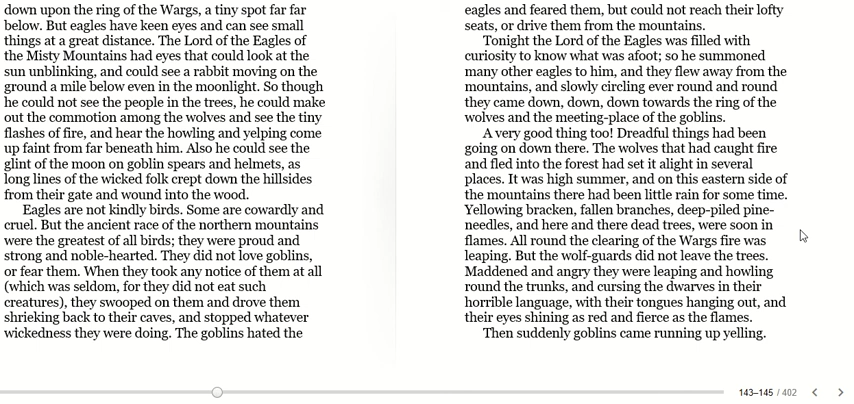 down upon the ring of the Wargs, a tiny spot far far
below. But eagles have keen eyes and can see small
things at a great distance. The Lord of the Eagles of
the Misty Mountains had eyes that could look at the
sun unblinking, and could see a rabbit moving on the
ground a mile below even in the moonlight. So though
he could not see the people in the trees, he could make
out the commotion among the wolves and see the tiny
flashes of fire, and hear the howling and yelping come
up faint from far beneath him. Also he could see the
glint of the moon on goblin spears and helmets, as
long lines of the wicked folk crept down the hillsides
from their gate and wound into the wood.
Eagles are not kindly birds. Some are cowardly and
cruel. But the ancient race of the northern mountains
were the greatest of all birds; they were proud and
strong and noble-hearted. They did not love goblins,
or fear them. When they took any notice of them at all
(which was seldom, for they did not eat such
creatures), they swooped on them and drove them
shrieking back to their caves, and stopped whatever
wickedness they were doing. The goblins hated the
eagles and feared them, but could not reach their lofty
seats, or drive them from the mountains.
Tonight the Lord of the Eagles was filled with
curiosity to know what was afoot; so he summoned
many other eagles to him, and they flew away from the
mountains, and slowly circling ever round and round
they came down, down, down towards the ring of the
wolves and the meeting-place of the goblins.
A very good thing too! Dreadful things had been
going on down there. The wolves that had caught fire
and fled into the forest had set it alight in several
places. It was high summer, and on this eastern side of
the mountains there had been little rain for some time.
Yellowing bracken, fallen branches, deep-piled pine-
needles, and here and there dead trees, were soon in
flames. All round the clearing of the Wargs fire was
leaping. But the wolf-guards did not leave the trees.
Maddened and angry they were leaping and howling
round the trunks, and cursing the dwarves in their
horrible language, with their tongues hanging out, and
their eyes shining as red and fierce as the flames.
Then suddenly goblins came running up yelling.
143–145 / 402